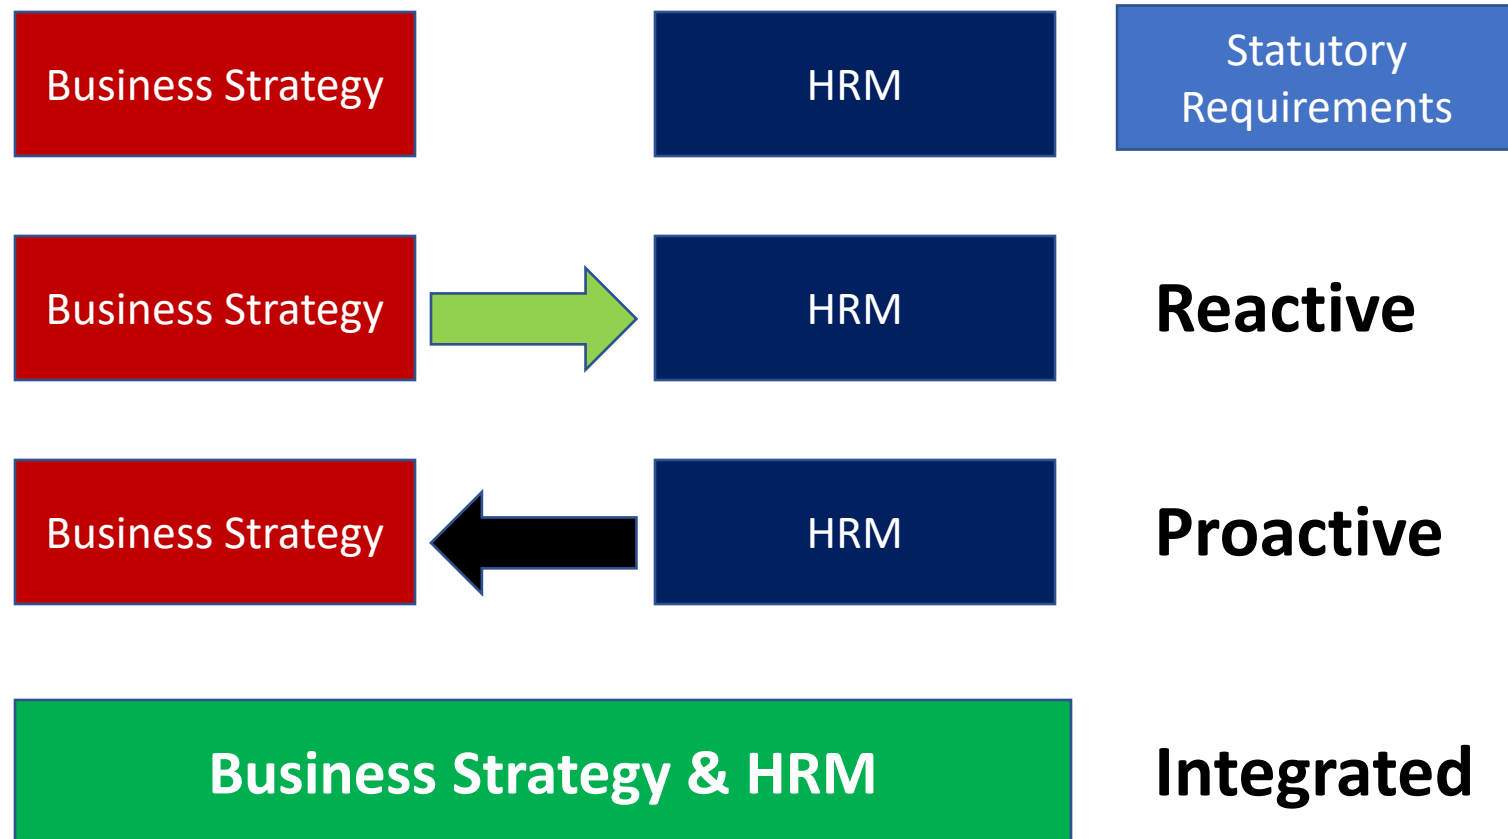 Business Strategy
HRM
Statutory
Requirements
Business Strategy
HRM
Reactive
Business Strategy
HRM
Proactive
Business Strategy & HRM
Integrated